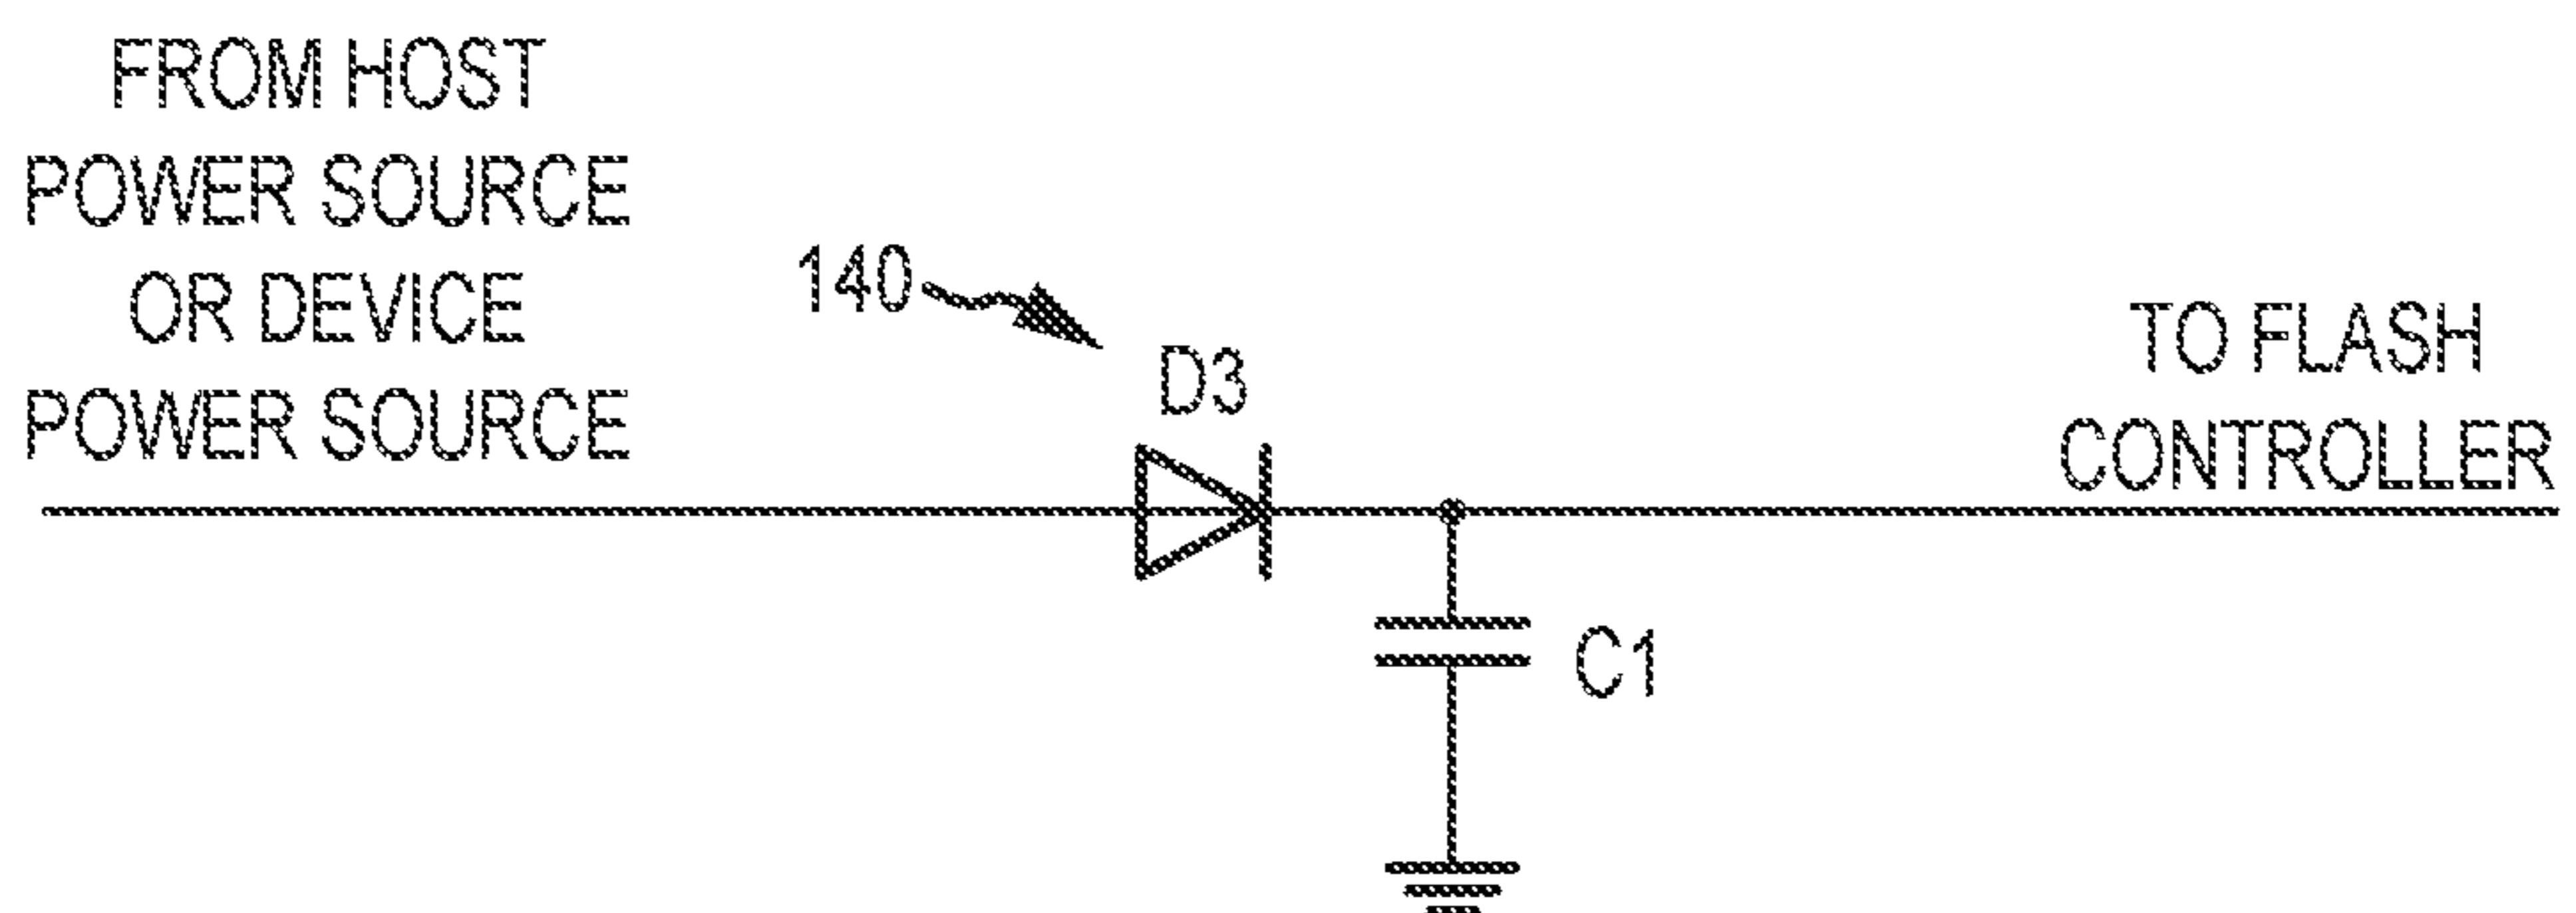 FROM HOST
POWER SOURCE
OR DEVICE
POWER SOURCE
140
D3
TO FLASH
CONTROLLER
C1